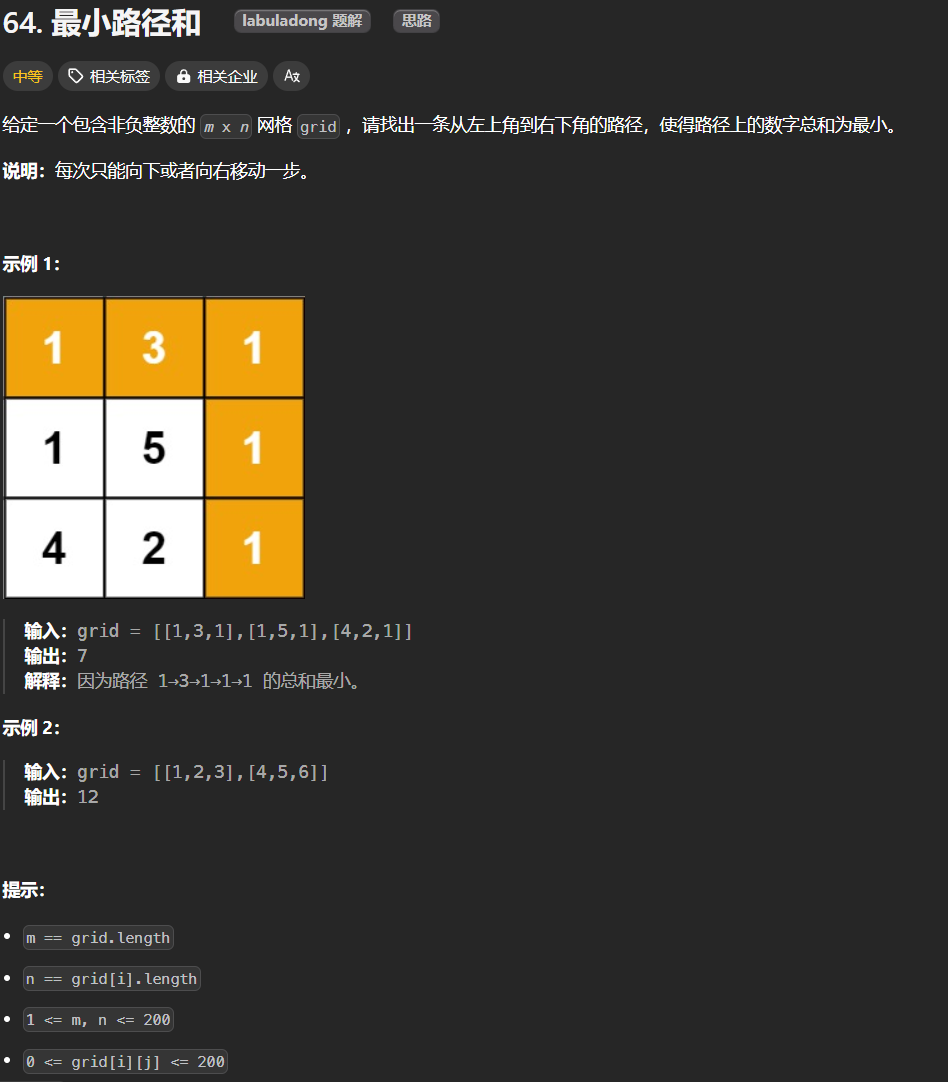 64. 最小路径和 labuladong 题解 思路
中等 相关标签 相关企业 A文
给定一个包含非负整数的 m x n 网格 grid ，请找出一条从左上角到右下角的路径，使得路径上的数字总和为最小。
说明：每次只能向下或者向右移动一步。
示例 1：
1 3 1
1 5 1
4 2 1
输入：grid = [[1,3,1],[1,5,1],[4,2,1]]
输出：7
解释：因为路径 1→3→1→1→1 的总和最小。
示例 2：
输入：grid = [[1,2,3],[4,5,6]]
输出：12
提示：
• m == grid.length
• n == grid[i].length
• 1 <= m, n <= 200
• 0 <= grid[i][j] <= 200